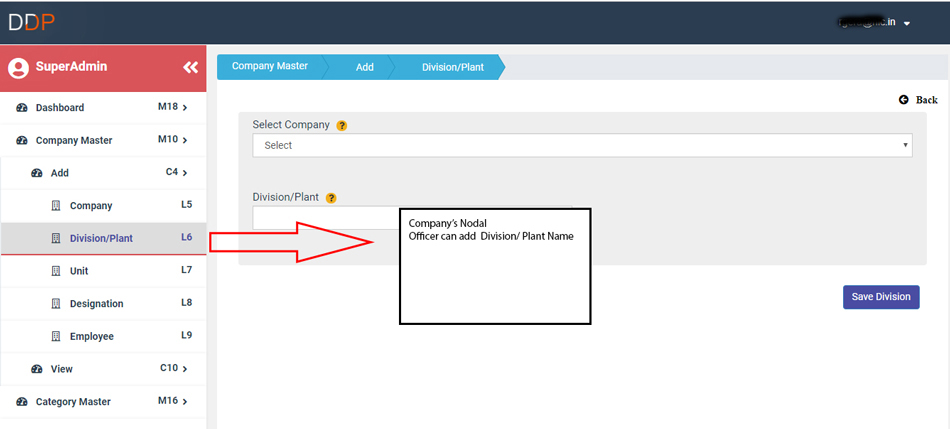 DDP
.in
SuperAdmin
Dashboard M18
Company Master M10
Add C4
Company L5
Division/Plant L6
Unit L7
Designation L8
Employee L9
View C10
Category Master M16
Company Master Add Division/Plant
Back
Select Company ?
Select
Division/Plant ?
Company's Nodal
Officer can add Division/ Plant Name
Save Division